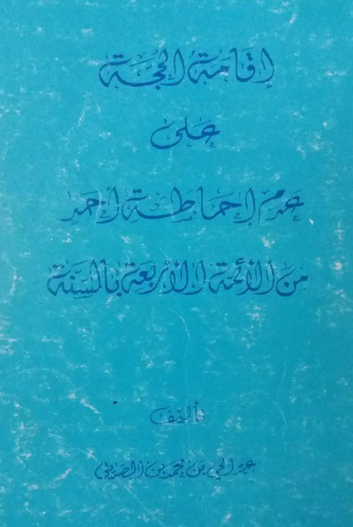 إقامة الحجة
على
عدم إحاطة أحد
من الأئمة الأربعة بالسنة
تأليف
عبد الحي بن محمد بن الصديق